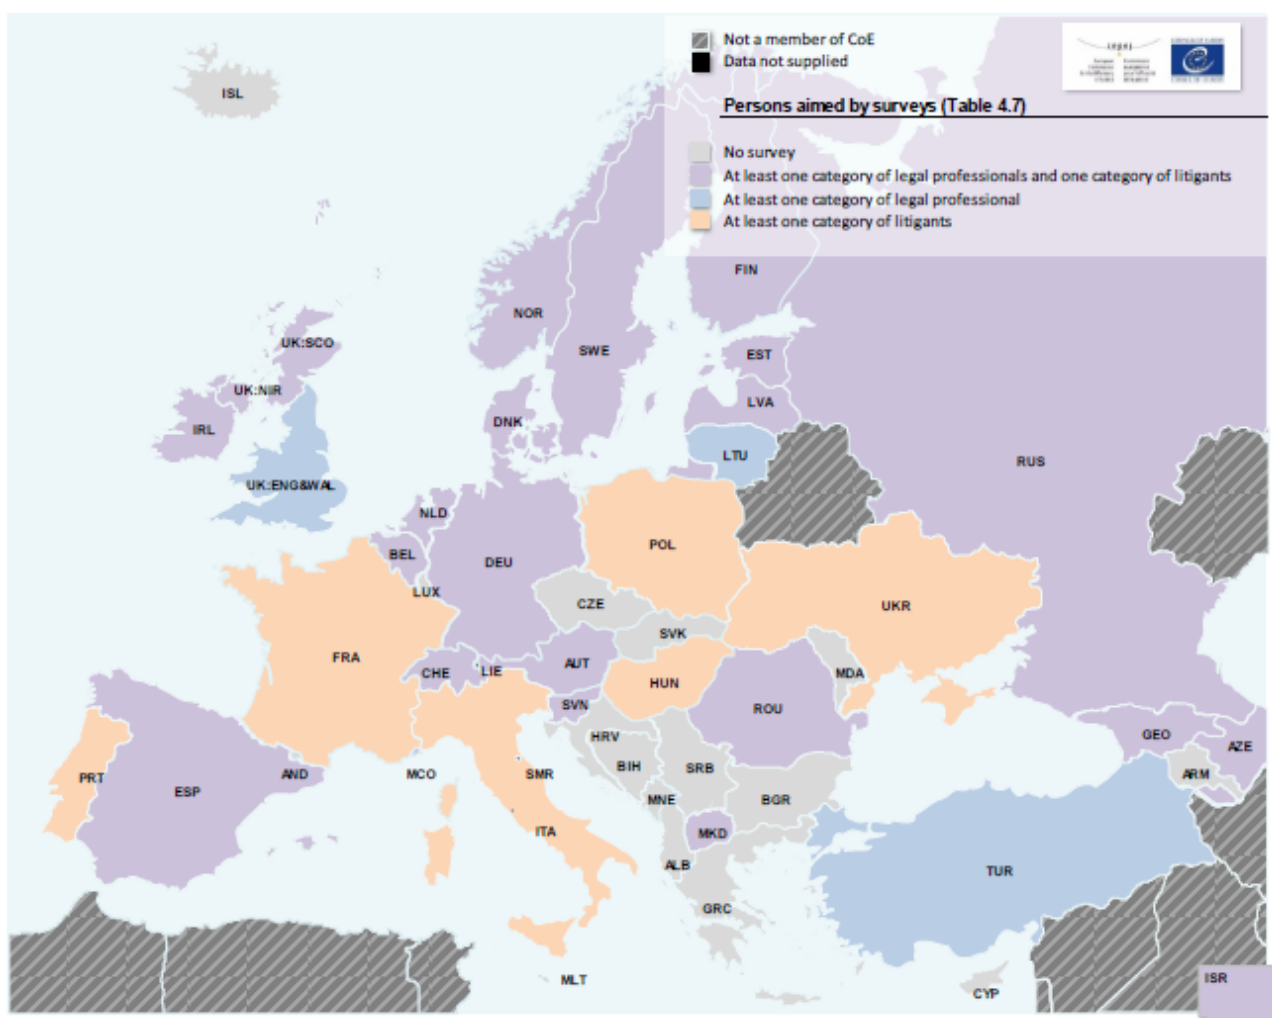 Not a member of CoE
Data not supplied
cepej
Persons aimed by surveys (Table 4.7)
No survey
At least one category of legal professionals and one category of litigants
At least one category of legal professional
At least one category of litigants
ISL
FIN
NOR
UK:SCO
SWE
EST
UK:NIR
LVA
DNK
IRL
LTU
RUS
UK:ENG&WAL
NLD
POL
BEL
DEU
LUX
CZE
UKR
SVK
FRA
AUT
CHE
LIE
HUN
MDA
SVN
ROU
HRV
GEO
AZE
BIH
SRB
PRT
AND
MCO
SMR
ARM
ESP
MNE
BGR
ITA
MKD
ALB
TUR
GRC
MLT
ISR
CYP